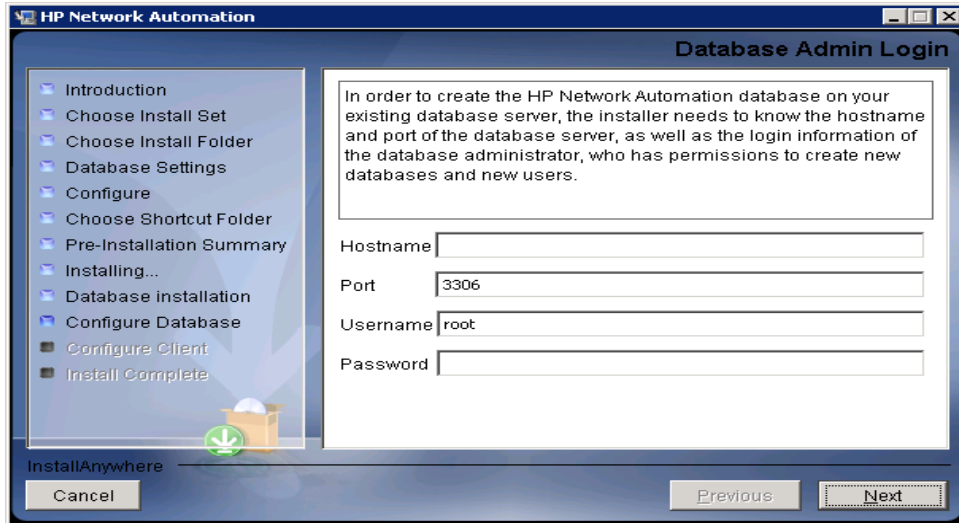 HP Network Automation
Database Admin Login
Introduction
Choose Install Set
Choose Install Folder
Database Settings
Configure
Choose Shortcut Folder
Pre-Installation Summary
Installing...
Database installation
Configure Database
Configure Client
Install Complete
In order to create the HP Network Automation database on your
existing database server, the installer needs to know the hostname
and port of the database server, as well as the login information of
the database administrator, who has permissions to create new
databases and new users.
Hostname
Port 3306
Username root
Password
InstallAnywhere
Cancel Previous Next